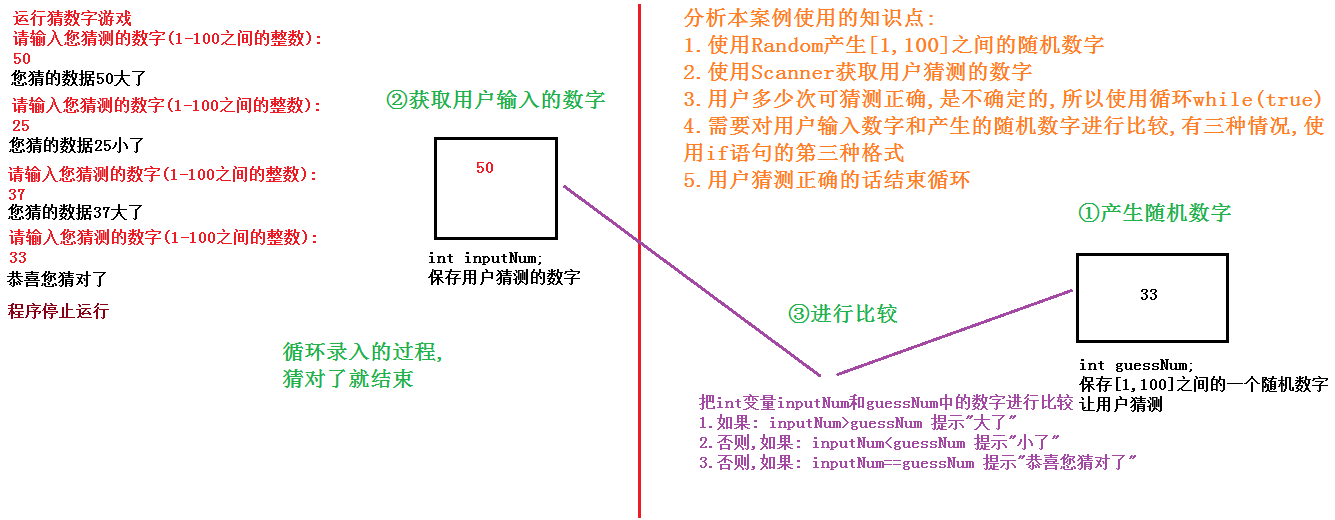 运行猜数字游戏
请输入您猜测的数字(1-100之间的整数):
50
您猜的数据50大了
请输入您猜测的数字(1-100之间的整数):
25
您猜的数据25小了
请输入您猜测的数字(1-100之间的整数):
37
您猜的数据37大了
请输入您猜测的数字(1-100之间的整数):
33
恭喜您猜对了
程序停止运行
循环录入的过程,
猜对了就结束
②获取用户输入的数字
50
int inputNum;
保存用户猜测的数字
分析本案例使用的知识点:
1.使用Random产生[1,100]之间的随机数字
2.使用Scanner获取用户猜测的数字
3.用户多少次可猜测正确,是不确定的,所以使用循环while(true)
4.需要对用户输入数字和产生的随机数字进行比较,有三种情况,使
用if语句的第三种格式
5.用户猜测正确的话结束循环
①产生随机数字
33
int guessNum;
保存[1,100]之间的一个随机数字
让用户猜测
③进行比较
把int变量inputNum和guessNum中的数字进行比较
1.如果: inputNum>guessNum 提示"大了"
2.否则,如果: inputNum<guessNum 提示"小了"
3.否则,如果: inputNum==guessNum 提示"恭喜您猜对了"